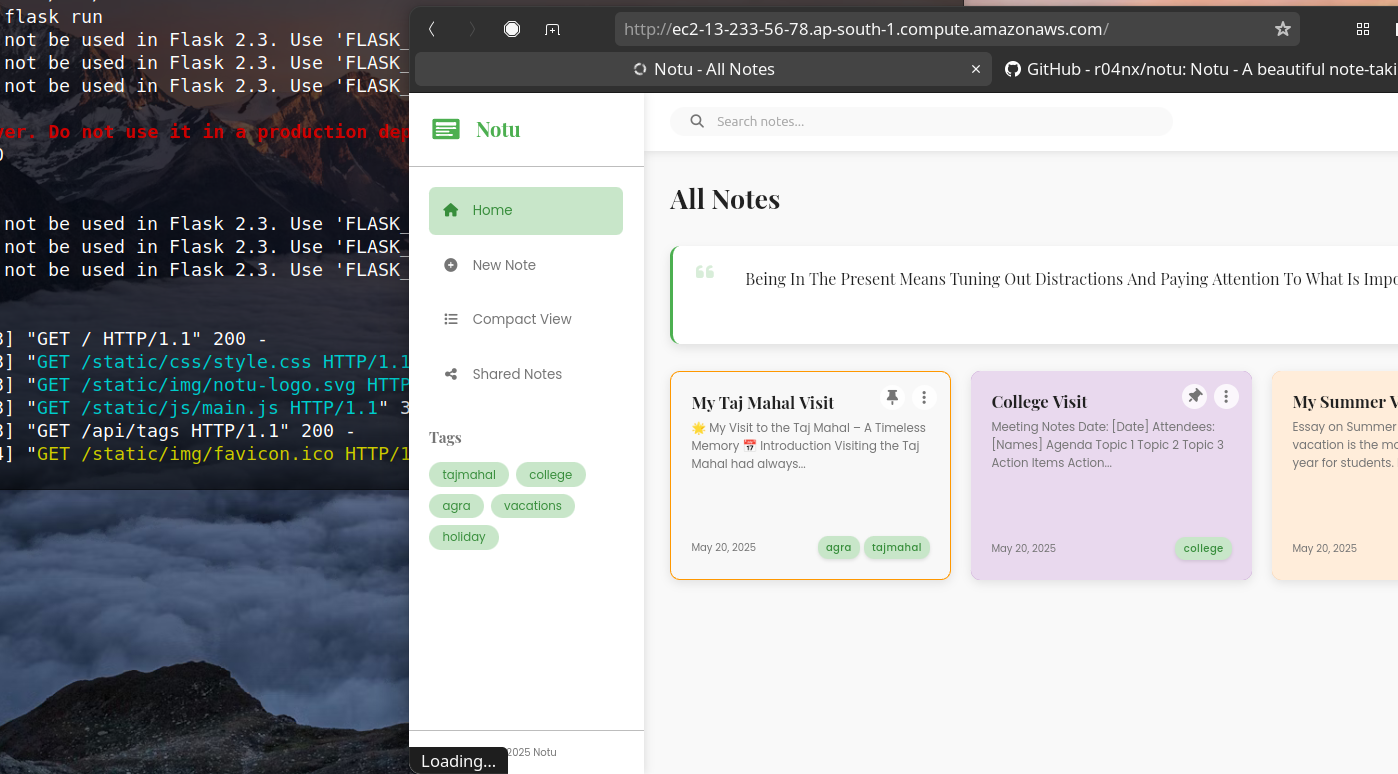 flask run
not be used in Flask 2.3. Use 'FLASK_
not be used in Flask 2.3. Use 'FLASK_
not be used in Flask 2.3. Use 'FLASK_
ver. Do not use it in a production dep
not be used in Flask 2.3. Use 'FLASK_
not be used in Flask 2.3. Use 'FLASK_
not be used in Flask 2.3. Use 'FLASK_
] "GET / HTTP/1.1" 200 -
] "GET /static/css/style.css HTTP/1.1
] "GET /static/img/notu-logo.svg HTTP
] "GET /static/js/main.js HTTP/1.1" 3
] "GET /api/tags HTTP/1.1" 200 -
] "GET /static/img/favicon.ico HTTP/1
http://ec2-13-233-56-78.ap-south-1.compute.amazonaws.com/
Notu - All Notes
GitHub - r04nx/notu: Notu - A beautiful note-taki
Notu
Search notes...
Home
New Note
Compact View
Shared Notes
Tags
tajmahal college
agra vacations
holiday
2025 Notu
Loading...
All Notes
Being In The Present Means Tuning Out Distractions And Paying Attention To What Is Impo
My Taj Mahal Visit
🌟 My Visit to the Taj Mahal – A Timeless
Memory 📅 Introduction Visiting the Taj
Mahal had always...
May 20, 2025
agra tajmahal
College Visit
Meeting Notes Date: [Date] Attendees:
[Names] Agenda Topic 1 Topic 2 Topic 3
Action Items Action...
May 20, 2025
college
My Summer V
Essay on Summer
vacation is the mo
year for students.
May 20, 2025